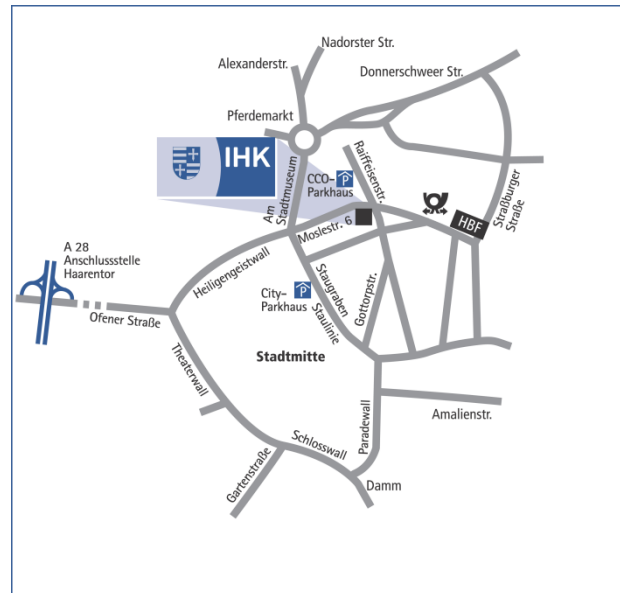 Nadorster Str.
Alexanderstr.
Donnerschweer Str.
Pferdemarkt
IHK
CCO-
Parkhaus
P
Raiffeisenstr.
Am
Stadtmuseum
Moslestr. 6
HBF
Straßburger
Straße
A 28
Anschlussstelle
Haarentor
Heiligengeistwall
City-
Parkhaus
P
Staugraben
Staulinie
Gottorpstr.
Ofener Straße
Stadtmitte
Theaterwall
Paradewall
Amalienstr.
Schlosswall
Gartenstraße
Damm